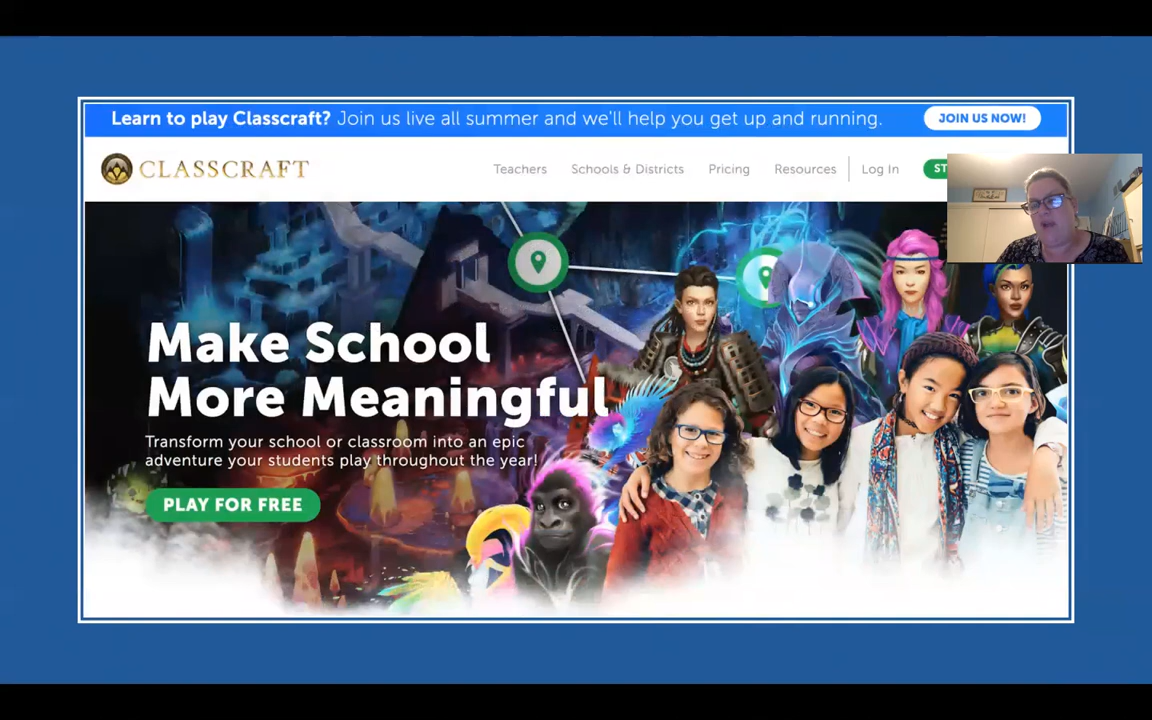 Learn to play Classcraft? Join us live all summer and we'll help you get up and running. JOIN US NOW!
CLASSCRAFT Teachers Schools & Districts Pricing Resources Log In
Make School
More Meaningful
Transform your school or classroom into an epic
adventure your students play throughout the year!
PLAY FOR FREE